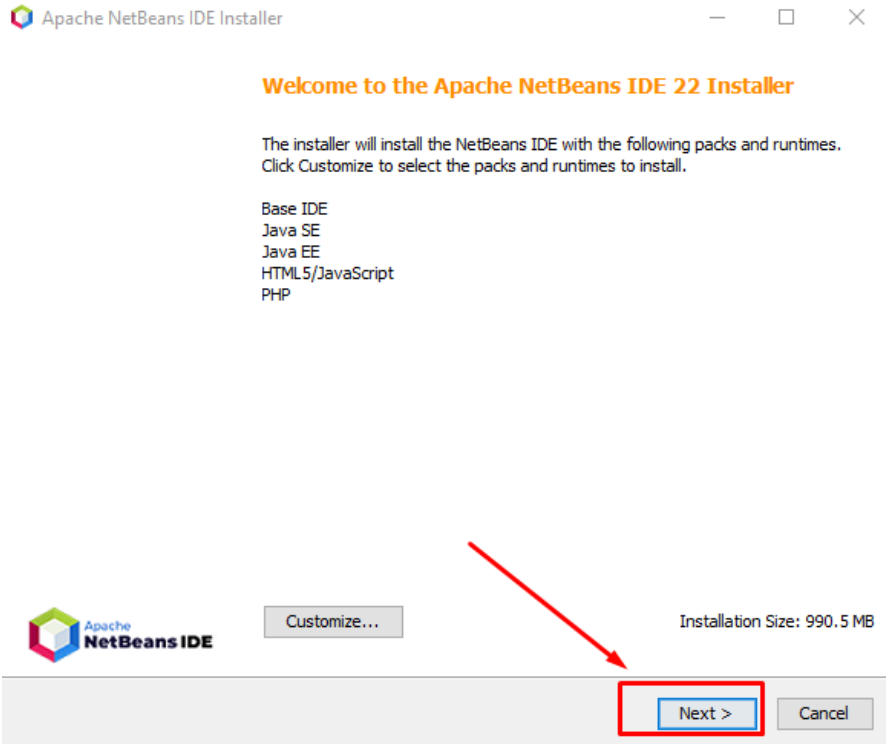 Apache NetBeans IDE Installer
Welcome to the Apache NetBeans IDE 22 Installer
The installer will install the NetBeans IDE with the following packs and runtimes.
Click Customize to select the packs and runtimes to install.
Base IDE
Java SE
Java EE
HTML5/JavaScript
PHP
Apache
NetBeans IDE
Customize...
Installation Size: 990.5 MB
Next >
Cancel